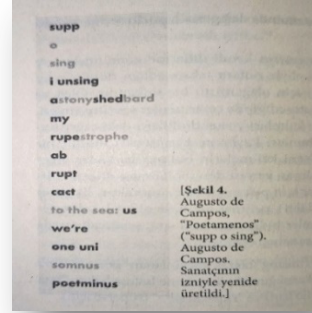 supp
o
sing
i unsing
astonyshedbard
my
rupestrophe
ab
rupt
cact
to the sea: us
we're
one uni
somnus
poetminus
[Şekil 4.
Augusto de
Campos,
"Poetamenos"
("supp o sing").
Augusto de
Campos.
Sanatçının
izniyle yenide
üretildi.]